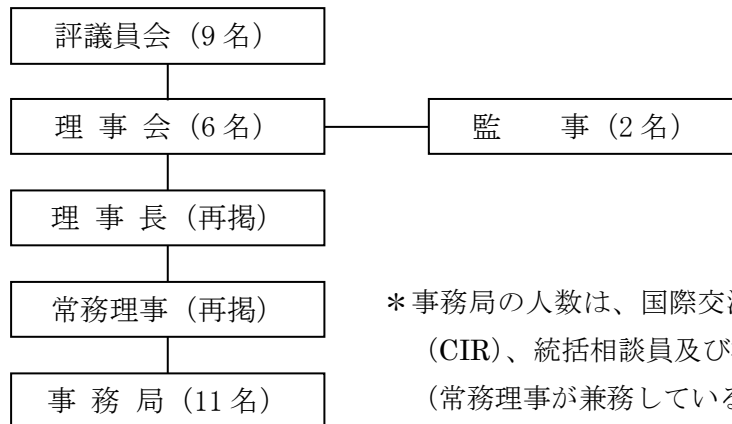 評議員会（9 名）
理 事 会（6 名）
監　　事（2 名）
理 事 長（再掲）
常務理事（再掲）
＊事務局の人数は、国際交
（CIR）、統括相談員及び
（常務理事が兼務してい
事 務 局（11 名）